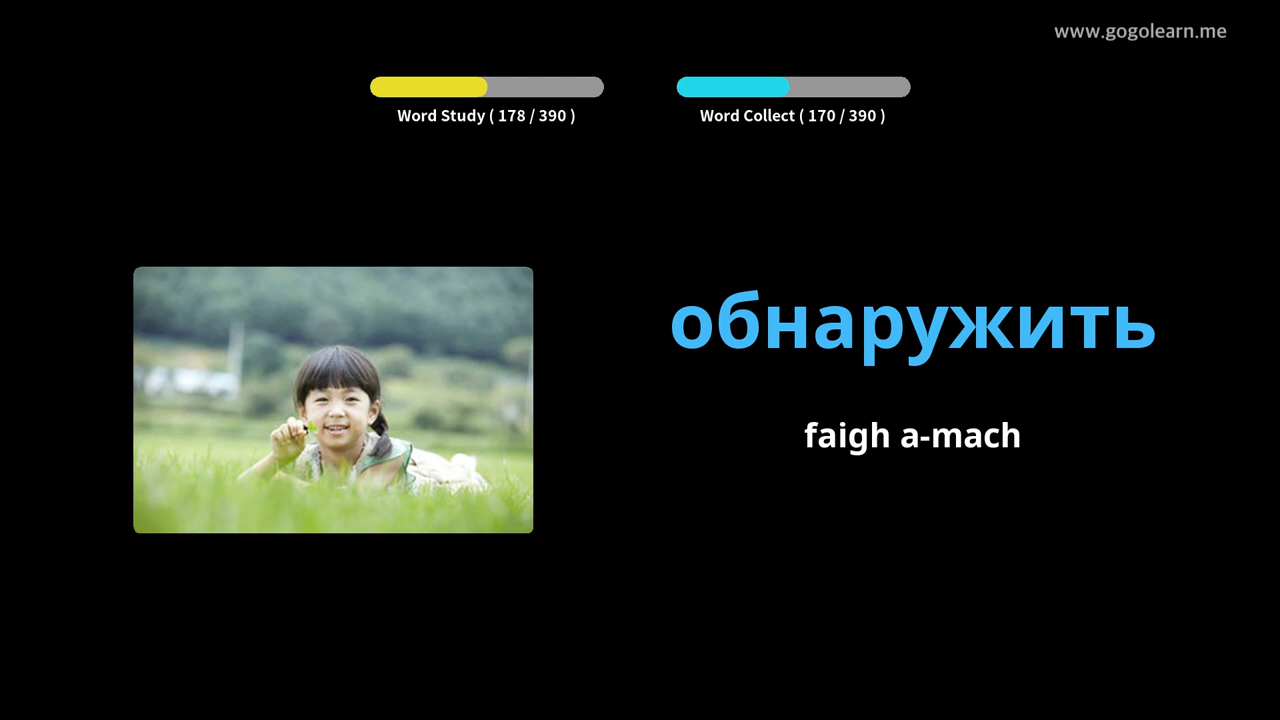 www.gogolearn.me
Word Study ( 178 / 390 )
Word Collect ( 170 / 390 )
обнаружить
faigh a-mach